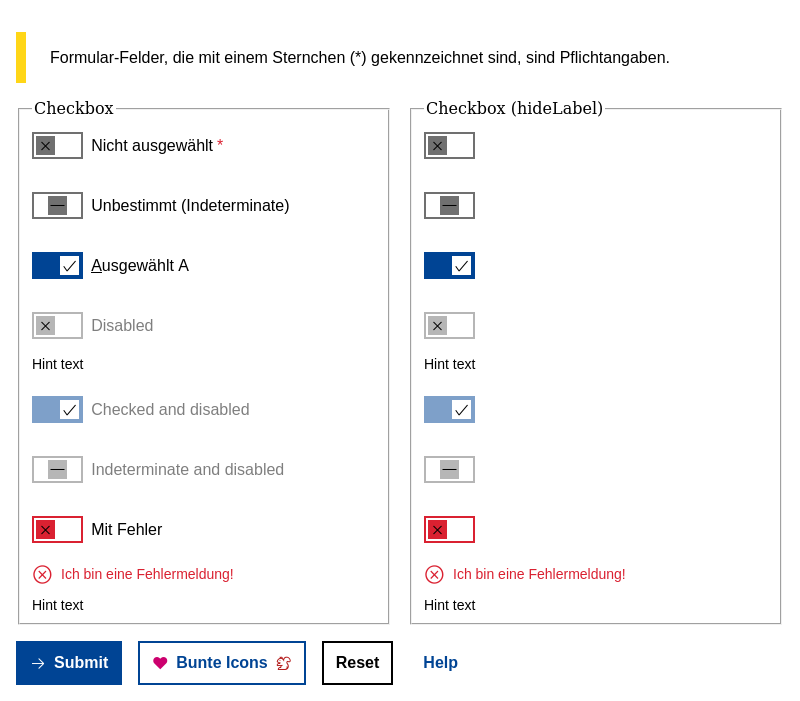 Formular-Felder, die mit einem Sternchen (*) gekennzeichnet sind, sind Pflichtangaben.
Checkbox
Nicht ausgewählt *
Unbestimmt (Indeterminate)
Ausgewählt A
Disabled
Hint text
Checked and disabled
Indeterminate and disabled
Mit Fehler
Ich bin eine Fehlermeldung!
Hint text
Checkbox (hideLabel)
Hint text
Ich bin eine Fehlermeldung!
Hint text
Submit
Bunte Icons
Reset
Help